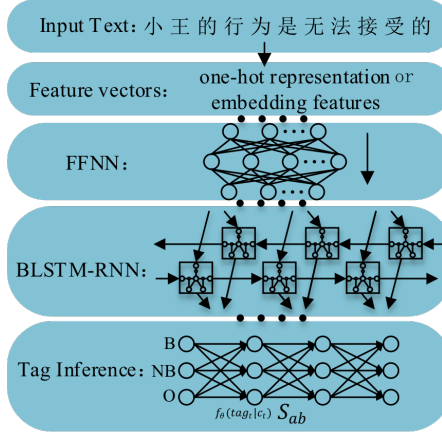 Input Text: 小王的行为是无法接受的
Feature vectors: one-hot representation or
embedding features
FFNN:
BLSTM-RNN:
B
Tag Inference: NB
O
fθ(tagt|ct) Sab